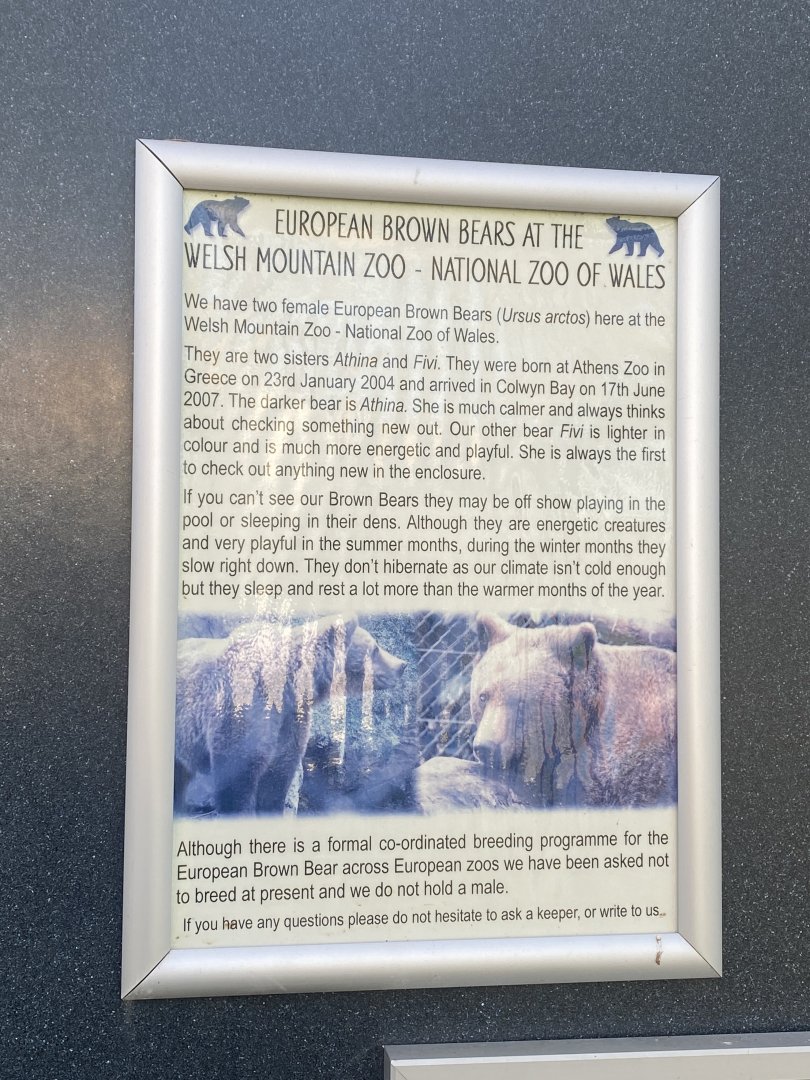 EUROPEAN BROWN BEARS AT THE
WELSH MOUNTAIN ZOO - NATIONAL ZOO OF WALES
We have two female European Brown Bears (Ursus arctos) here at the
Welsh Mountain Zoo - National Zoo of Wales.
They are two sisters Athina and Fivi. They were born at Athens Zoo in
Greece on 23rd January 2004 and arrived in Colwyn Bay on 17th June
2007. The darker bear is Athina. She is much calmer and always thinks
about checking something new out. Our other bear Fivi is lighter in
colour and is much more energetic and playful. She is always the first
to check out anything new in the enclosure.
If you can't see our Brown Bears they may be off show playing in the
pool or sleeping in their dens. Although they are energetic creatures
and very playful in the summer months, during the winter months they
slow right down. They don't hibernate as our climate isn't cold enough
but they sleep and rest a lot more than the warmer months of the year.
Although there is a formal co-ordinated breeding programme for the
European Brown Bear across European zoos we have been asked not
to breed at present and we do not hold a male.
If you have any questions please do not hesitate to ask a keeper, or write to us.